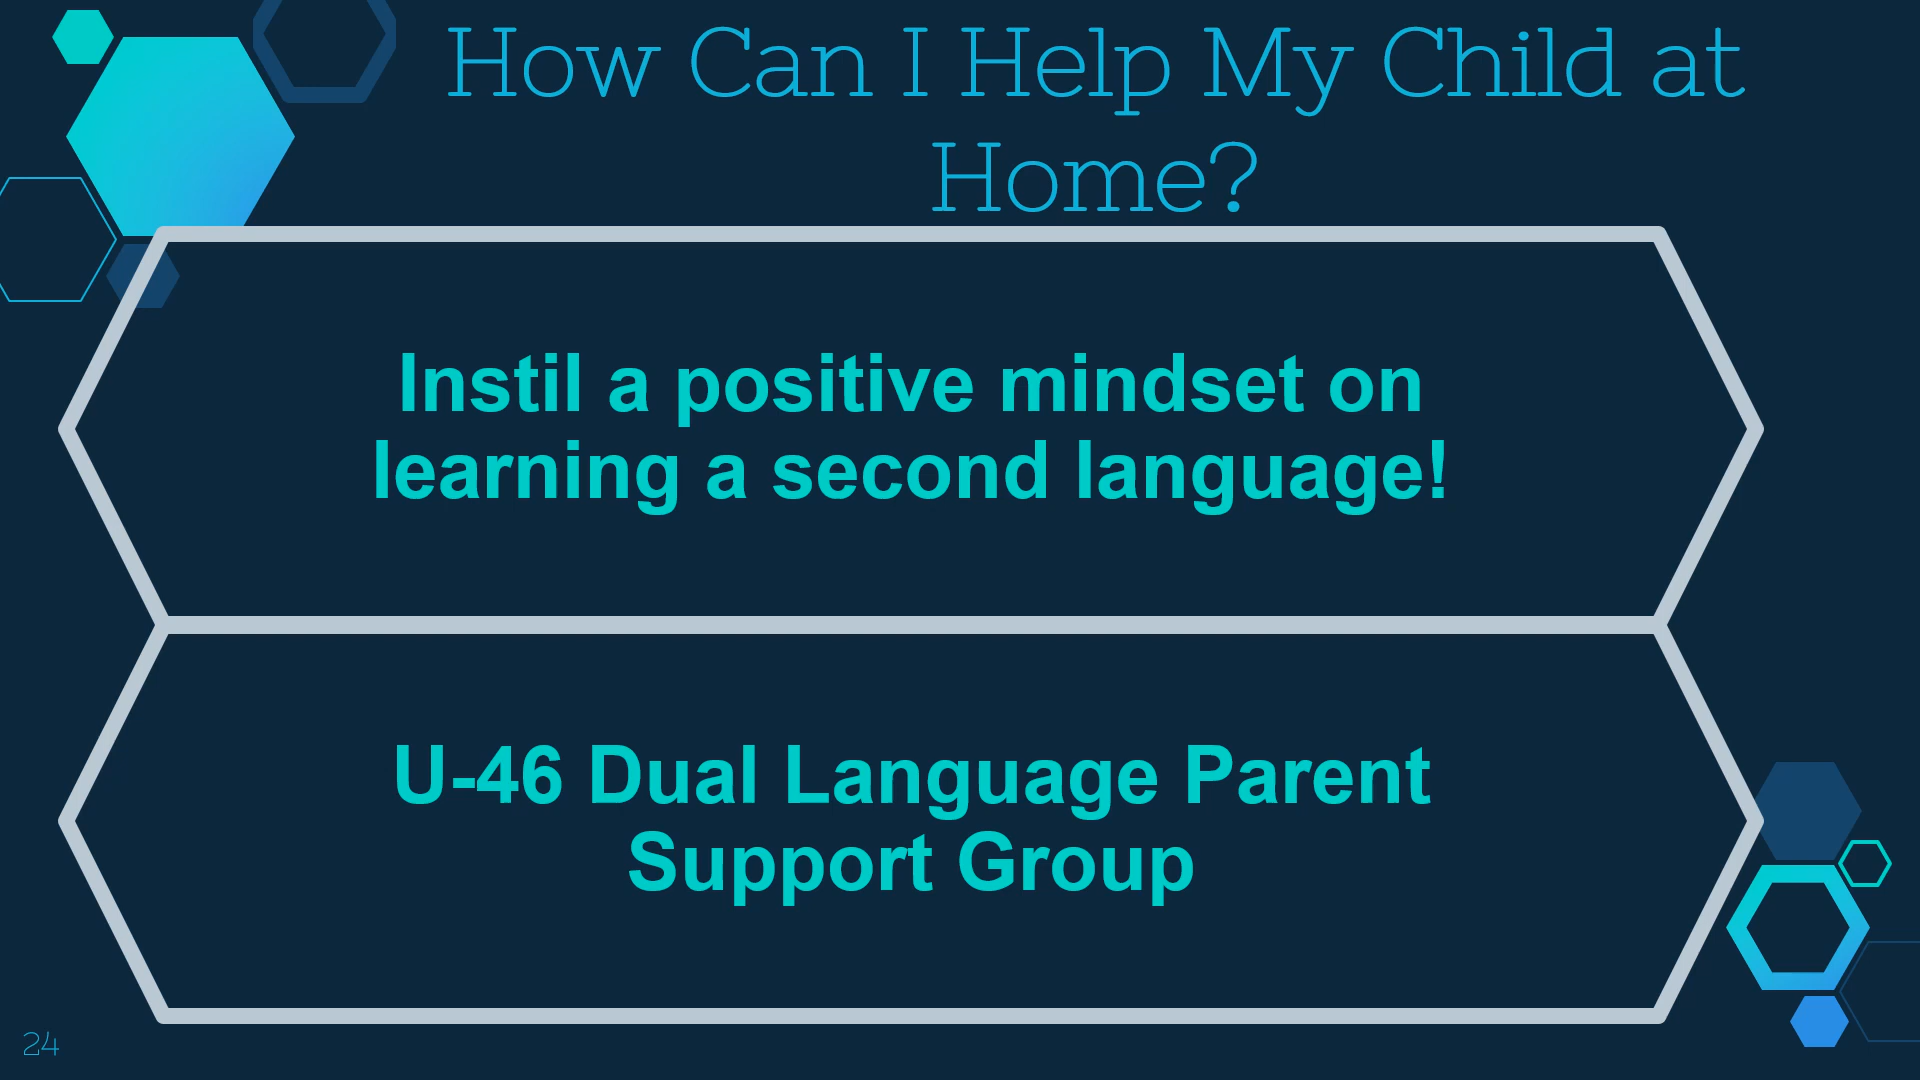 How Can I Help My Child at
Home?
Instil a positive mindset on
learning a second language!
U-46 Dual Language Parent
Support Group
24